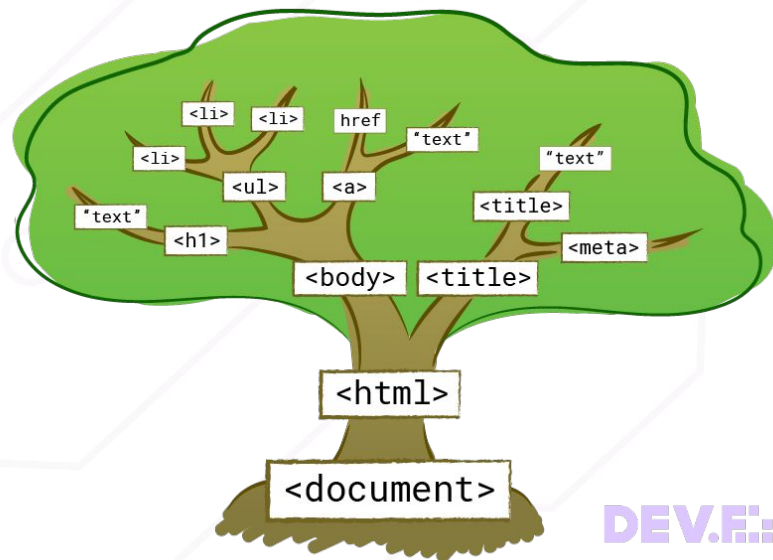 <li>
<li>
href
"text"
<li>
"text"
<ul>
<a>
<title>
"text"
<h1>
<meta>
<body>
<title>
<html>
<document>
DEV.F.: